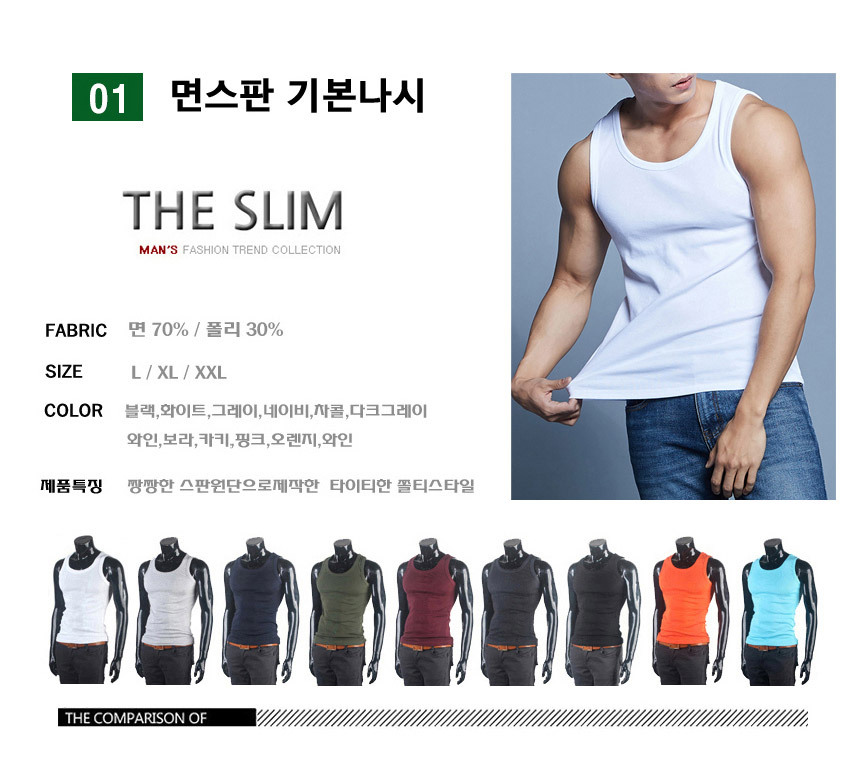 01 면스판 기본나시
THE SLIM
MAN'S FASHION TREND COLLECTION
FABRIC 면 70% / 폴리 30%
SIZE L / XL / XXL
COLOR 블랙,화이트,그레이,네이비,차콜,다크그레이
와인,보라,카키,핑크,오렌지,와인
제품특징 짱짱한 스판원단으로제작한 타이티한 쫄티스타일
THE COMPARISON OF